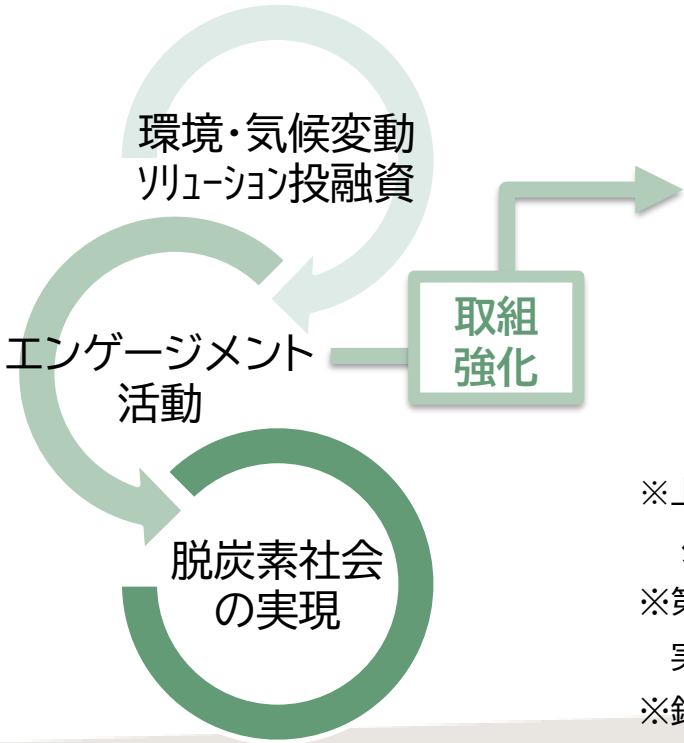 環境・気候変動
ソリューション投融資
エンゲージメント
活動
取組
強化
脱炭素社会
の実現
※
※第
実
※